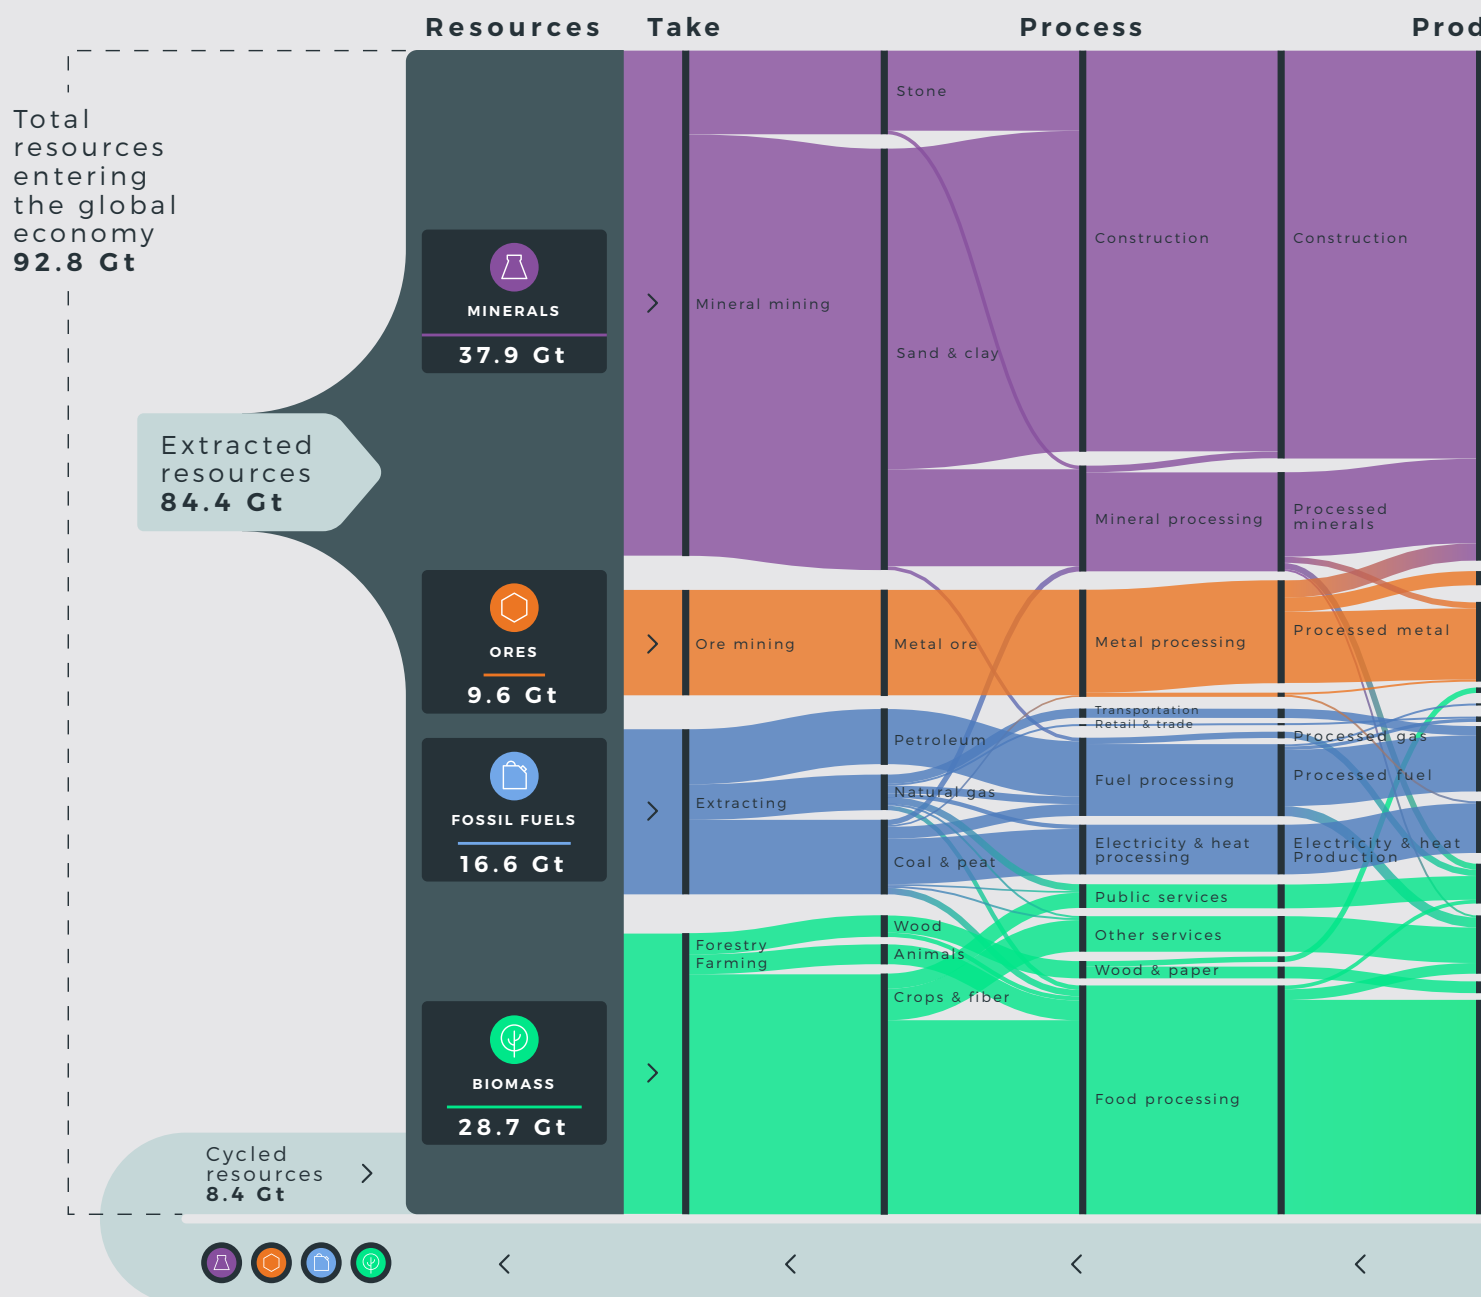 Resources
Take
Process
Prod
Total
resources
entering
the global
economy
92.8 Gt
Extracted
resources
84.4 Gt
Cycled
resources
8.4 Gt
MINERALS
37.9 Gt
ORES
9.6 Gt
FOSSIL FUELS
16.6 Gt
BIOMASS
28.7 Gt
Mineral mining
Ore mining
Extracting
Forestry
Farming
Stone
Sand & clay
Metal ore
Petroleum
Natural gas
Coal & peat
Wood
Animals
Crops & fiber
Construction
Mineral processing
Metal processing
Transportation
Retail & trade
Fuel processing
Electricity & heat
processing
Public services
Other services
Wood & paper
Food processing
Construction
Processed
minerals
Processed metal
Processed gas
Processed fuel
Electricity & heat
Production